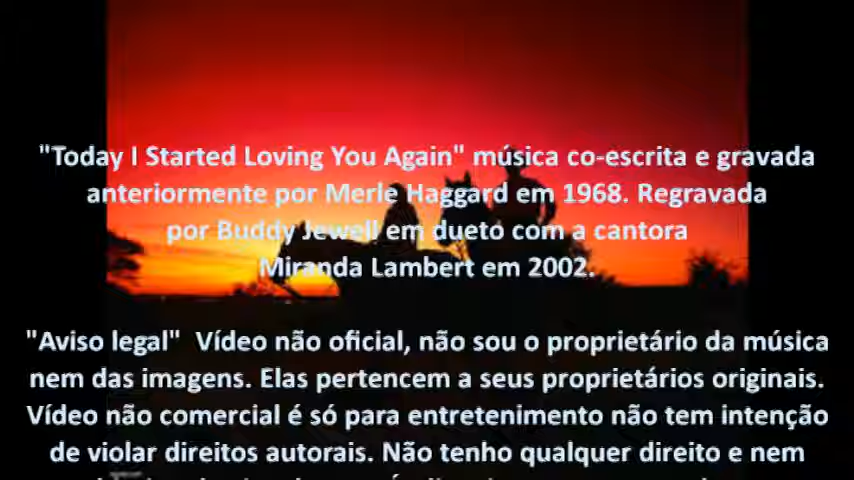 "Today I Started Loving You Again" música co-escrita e gravada
anteriormente por Merle Haggard em 1968. Regravada
por Buddy Jewell em dueto com a cantora
Miranda Lambert em 2002.
"Aviso legal" Vídeo não oficial, não sou o proprietário da música
nem das imagens. Elas pertencem a seus proprietários originais.
Vídeo não comercial é só para entretenimento não tem intenção
de violar direitos autorais. Não tenho qualquer direito e nem